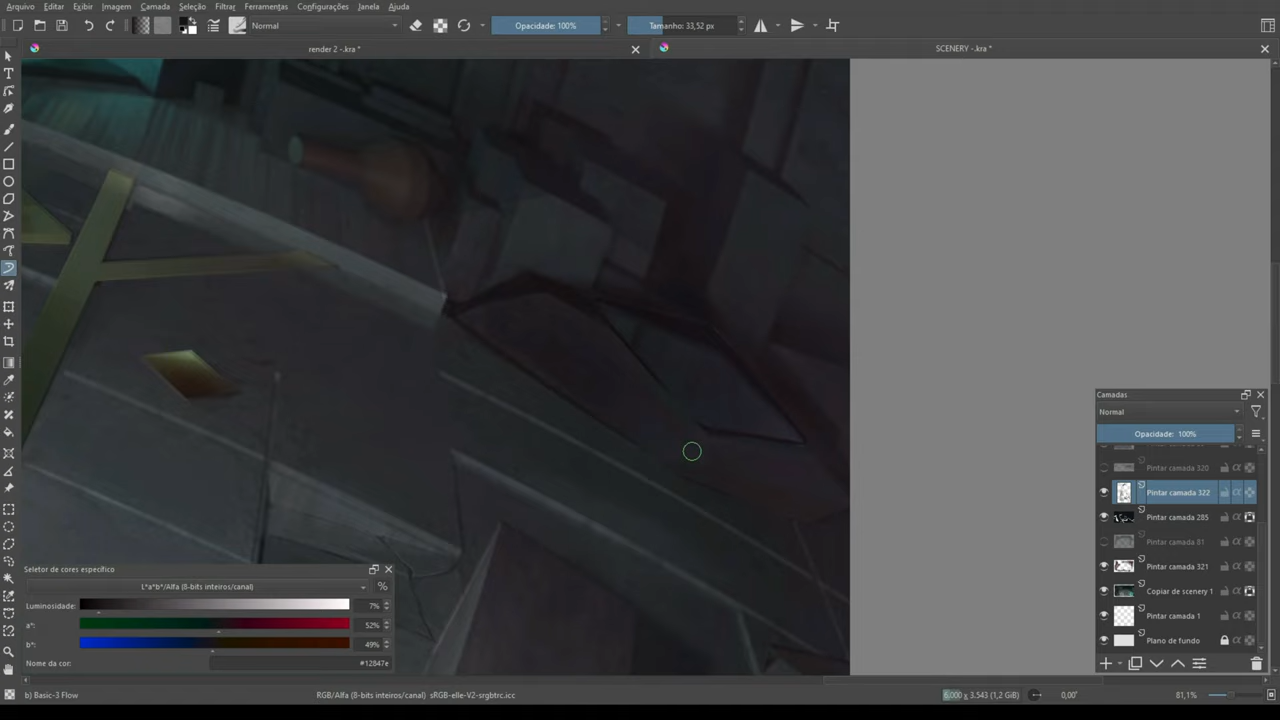 Arquivo Editar Exibir Imagem Camada Seleção Filtrar Ferramentas Configurações Janela Ajuda
Normal Opacidade: 100% Tamanho: 33,52 px
render 2 -.kra * SCENERY -.kra *
Camadas
Normal
Opacidade: 100%
Pintar camada 320
Pintar camada 322
Pintar camada 285
Pintar camada 81
Pintar camada 321
Copiar de scenery 1
Pintar camada 1
Plano de fundo
Seletor de cores específico
L*a*b*/Alfa (8-bits inteiros/canal) %
Luminosidade: 7%
a*: 52%
b*: 49%
Nome da cor: #12847e
b) Basic-3 Flow RGB/Alfa (8-bits inteiros/canal) sRGB-elle-V2-srgbtrc.icc 6.000 x 3.543 (1,2 GiB) 0,00° 81,1%